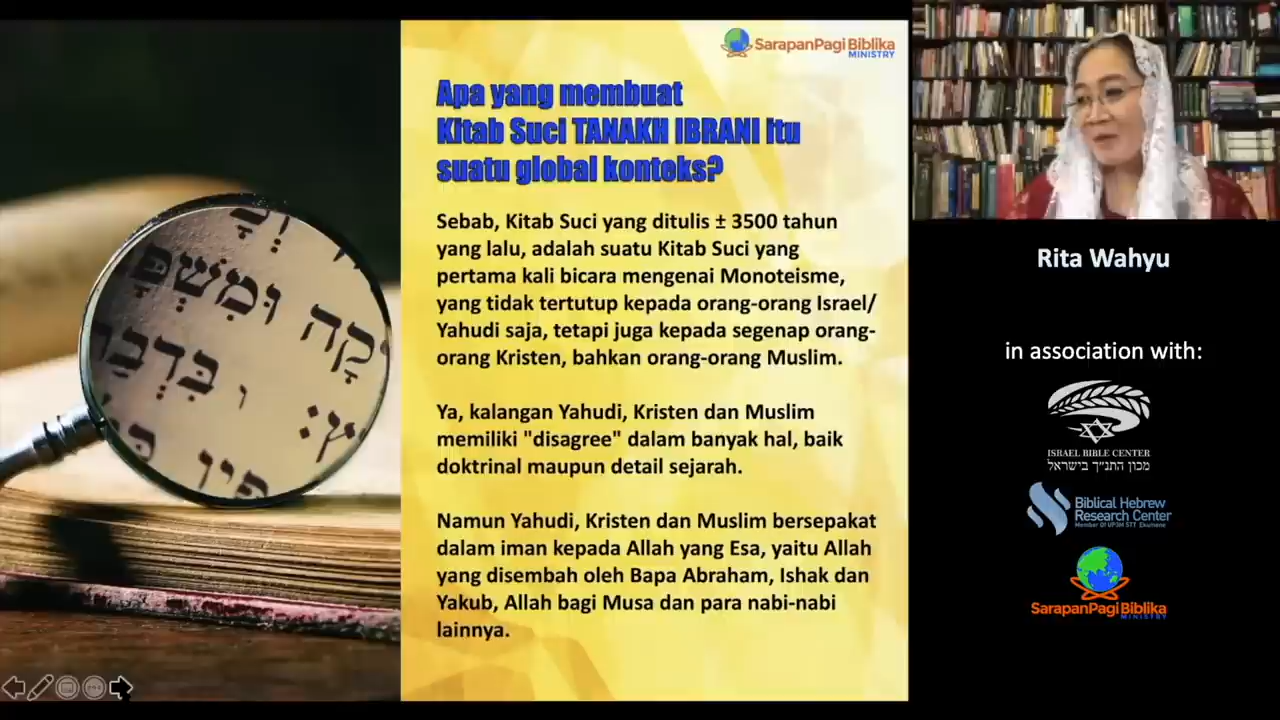 SarapanPagi Biblika
MINISTRY
Apa yang membuat
Kitab Suci TANAKH IBRANI itu
suatu global konteks?
Sebab, Kitab Suci yang ditulis ± 3500 tahun
yang lalu, adalah suatu Kitab Suci yang
pertama kali bicara mengenai Monoteisme,
yang tidak tertutup kepada orang-orang Israel/
Yahudi saja, tetapi juga kepada segenap orang-
orang Kristen, bahkan orang-orang Muslim.
Ya, kalangan Yahudi, Kristen dan Muslim
memiliki "disagree" dalam banyak hal, baik
doktrinal maupun detail sejarah.
Namun Yahudi, Kristen dan Muslim bersepakat
dalam iman kepada Allah yang Esa, yaitu Allah
yang disembah oleh Bapa Abraham, Ishak dan
Yakub, Allah bagi Musa dan para nabi-nabi
lainnya.
Rita Wahyu
in association with:
ISRAEL BIBLE CENTER
מכון התנ״ך בישראל
Biblical Hebrew
Research Center
Member Of UP3M STT Ekumene
SarapanPagi Biblika
MINISTRY